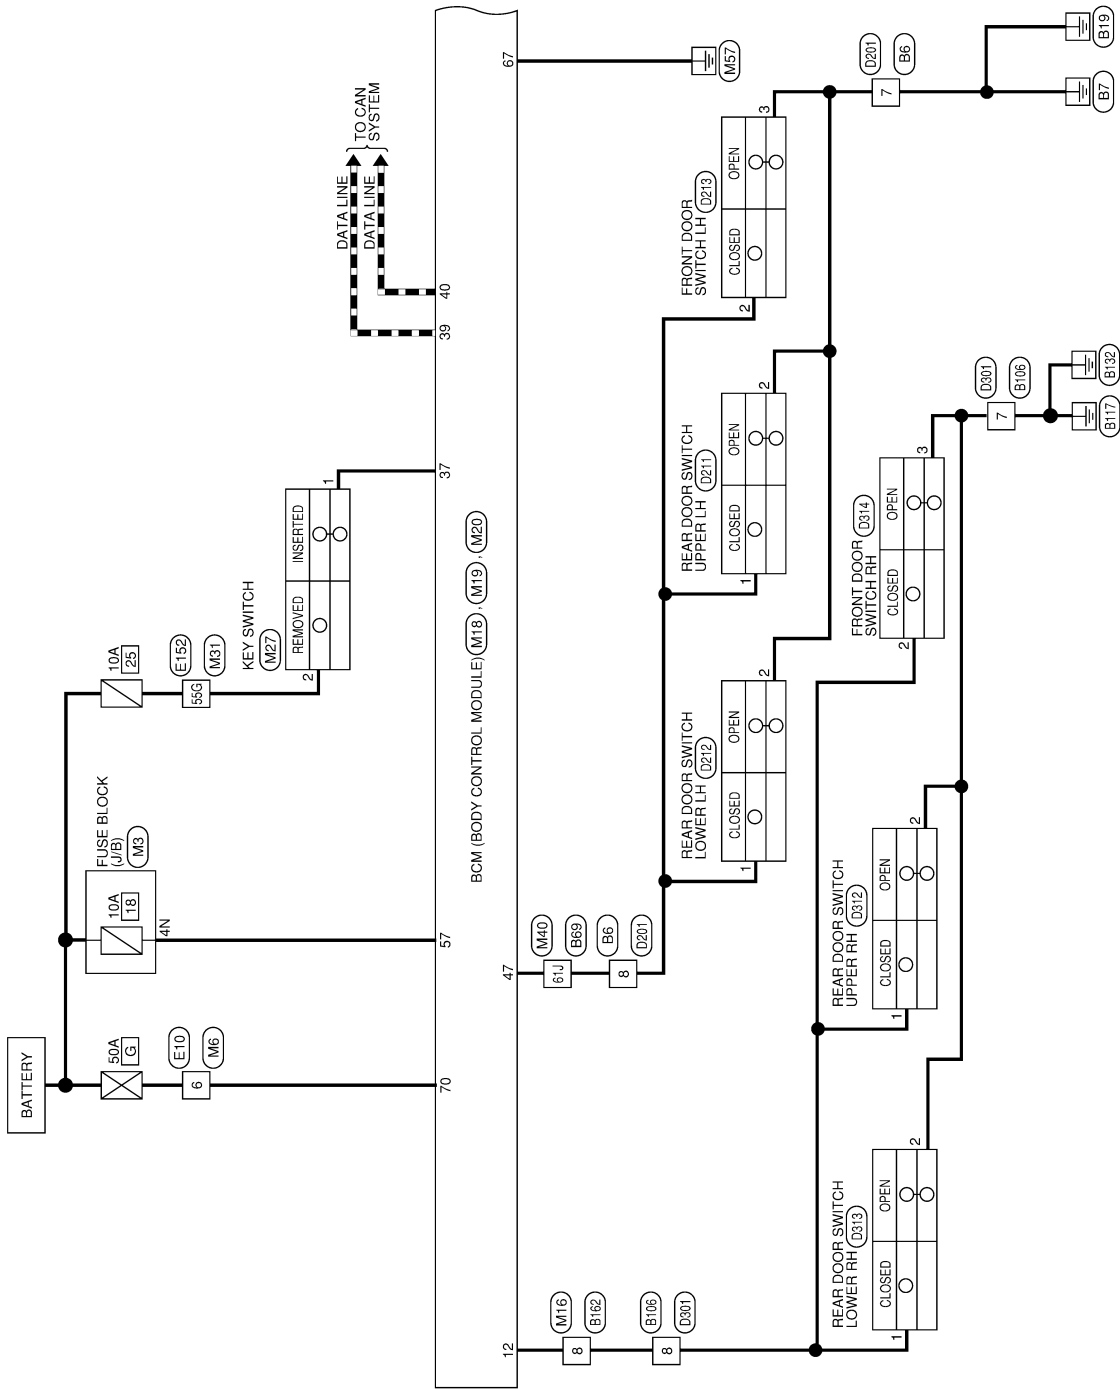 BATTERY
50A
G
6
E10
M6
70
FUSE BLOCK
(J/B)
M3
10A
18
4N
57
10A
25
55G
E152
M31
KEY SWITCH
M27
REMOVED
INSERTED
2
1
37
DATA LINE
DATA LINE
TO CAN
SYSTEM
39
40
BCM (BODY CONTROL MODULE) M18 , M19 , M20
12
47
67
M57
M16
8
B162
B106
8
D301
M40
61J
B69
B6
8
D201
REAR DOOR SWITCH
LOWER LH D212
CLOSED
OPEN
1
2
REAR DOOR SWITCH
UPPER LH D211
CLOSED
OPEN
1
2
FRONT DOOR
SWITCH LH D213
CLOSED
OPEN
2
3
D201
7
B6
B7
B19
REAR DOOR SWITCH
LOWER RH D313
CLOSED
OPEN
1
2
REAR DOOR SWITCH
UPPER RH D312
CLOSED
OPEN
1
2
FRONT DOOR
SWITCH RH D314
CLOSED
OPEN
2
3
D301
7
B106
B117
B132